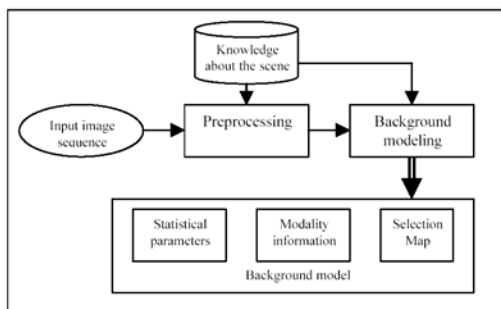 Knowledge
about the scene
Input image
sequence
Preprocessing
Background
modeling
Statistical
parameters
Modality
information
Selection
Map
Background model